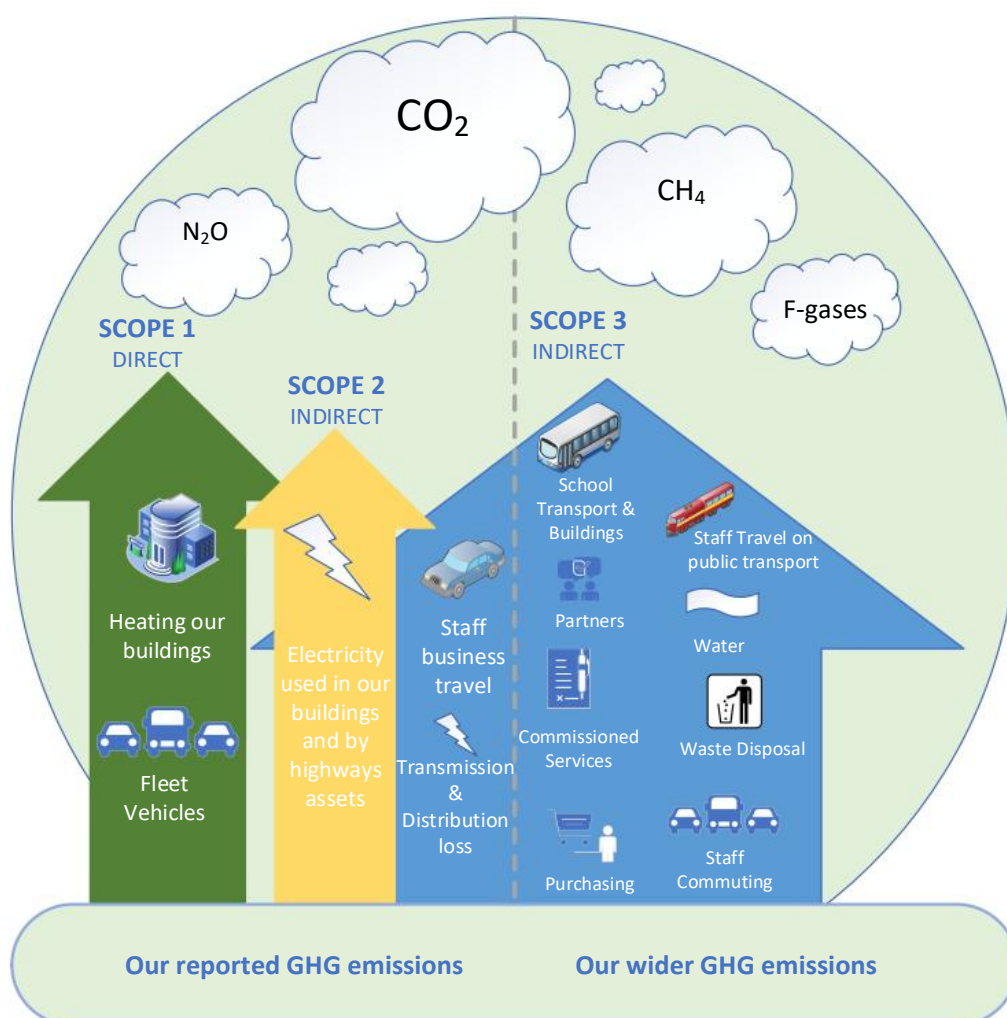 CO₂
CH₄
N₂O
F-gases
SCOPE 1
DIRECT
SCOPE 2
INDIRECT
SCOPE 3
INDIRECT
Heating our
buildings
Fleet
Vehicles
Electricity
used in our
buildings
and by
highways
assets
Staff
business
travel
Transmission
&
Distribution
loss
School
Transport &
Buildings
Partners
Commissioned
Services
Purchasing
Staff Travel on
public transport
Water
Waste Disposal
Staff
Commuting
Our reported GHG emissions
Our wider GHG emissions